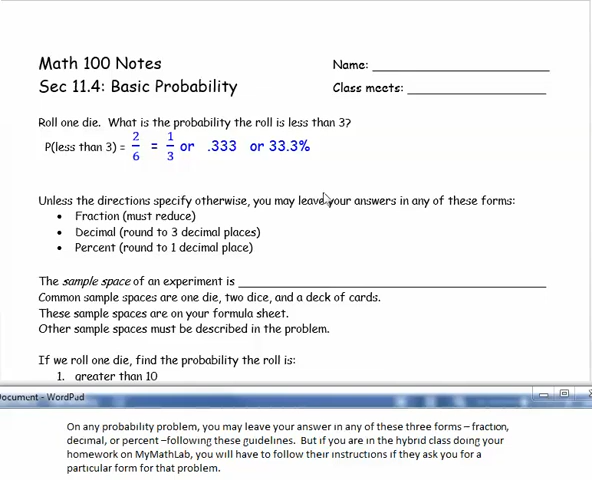 Math 100 Notes Name: ____________________
Sec 11.4: Basic Probability Class meets: ____________________
Roll one die. What is the probability the roll is less than 3?
P(less than 3) = 2/6 = 1/3 or .333 or 33.3%
Unless the directions specify otherwise, you may leave your answers in any of these forms:
• Fraction (must reduce)
• Decimal (round to 3 decimal places)
• Percent (round to 1 decimal place)
The sample space of an experiment is ____________________
Common sample spaces are one die, two dice, and a deck of cards.
These sample spaces are on your formula sheet.
Other sample spaces must be described in the problem.
If we roll one die, find the probability the roll is:
1. greater than 10
ocument - WordPad
On any probability problem, you may leave your answer in any of these three forms – fraction,
decimal, or percent –following these guidelines. But if you are in the hybrid class doing your
homework on MyMathLab, you will have to follow their instructions if they ask you for a
particular form for that problem.